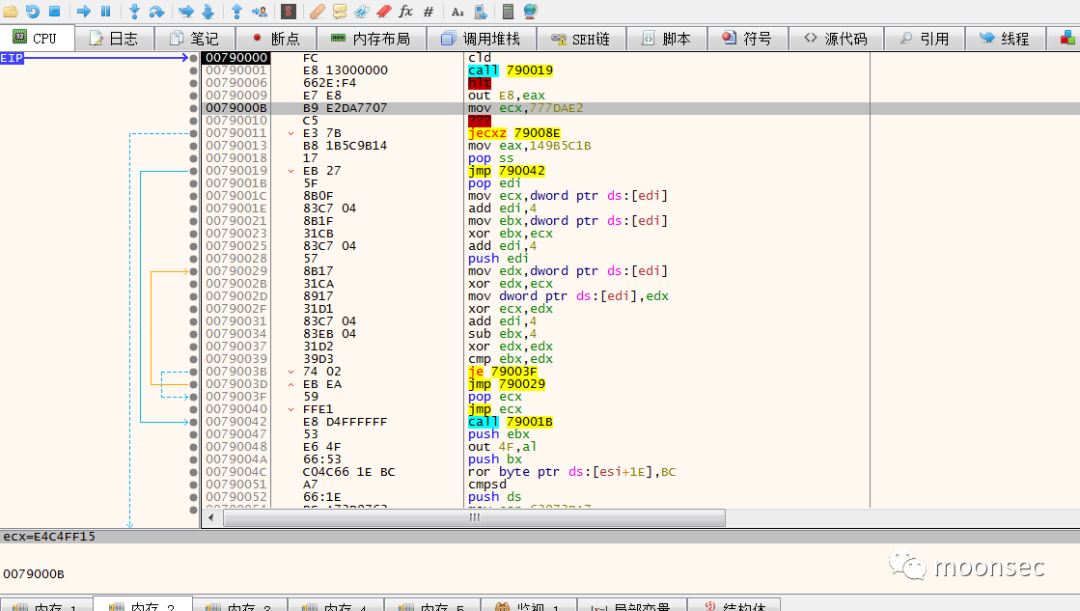 CPU 日志 笔记 断点 内存布局 调用堆栈 SEH链 脚本 符号 源代码 引用 线程
EIP 00790000 FC cld
00790001 E8 13000000 call 790019
00790006 662E:F4 hlt
00790009 E7 E8 out E8,eax
0079000B B9 E2DA7707 mov ecx,777DAE2
00790010 C5 ???
00790011 E3 7B jecxz 79008E
00790013 B8 1B5C9B14 mov eax,149B5C1B
00790018 17 pop ss
00790019 EB 27 jmp 790042
0079001B 5F pop edi
0079001C 8B0F mov ecx,dword ptr ds:[edi]
0079001E 83C7 04 add edi,4
00790021 8B1F mov ebx,dword ptr ds:[edi]
00790023 31CB xor ebx,ecx
00790025 83C7 04 add edi,4
00790028 57 push edi
00790029 8B17 mov edx,dword ptr ds:[edi]
0079002B 31CA xor edx,ecx
0079002D 8917 mov dword ptr ds:[edi],edx
0079002F 31D1 xor ecx,edx
00790031 83C7 04 add edi,4
00790034 83EB 04 sub ebx,4
00790037 31D2 xor edx,edx
00790039 39D3 cmp ebx,edx
0079003B 74 02 je 79003F
0079003D EB EA jmp 790029
0079003F 59 pop ecx
00790040 FFE1 jmp ecx
00790042 E8 D4FFFFFF call 79001B
00790047 53 push ebx
00790048 E6 4F out 4F,al
0079004A 66:53 push bx
0079004C C04C66 1E BC ror byte ptr ds:[esi+1E],BC
00790051 A7 cmpsd
00790052 66:1E push ds
ecx=E4C4FF15
0079000B
moonsec
内存 1 内存 2 内存 3 内存 4 内存 5 监视 1 局部变量 结构体